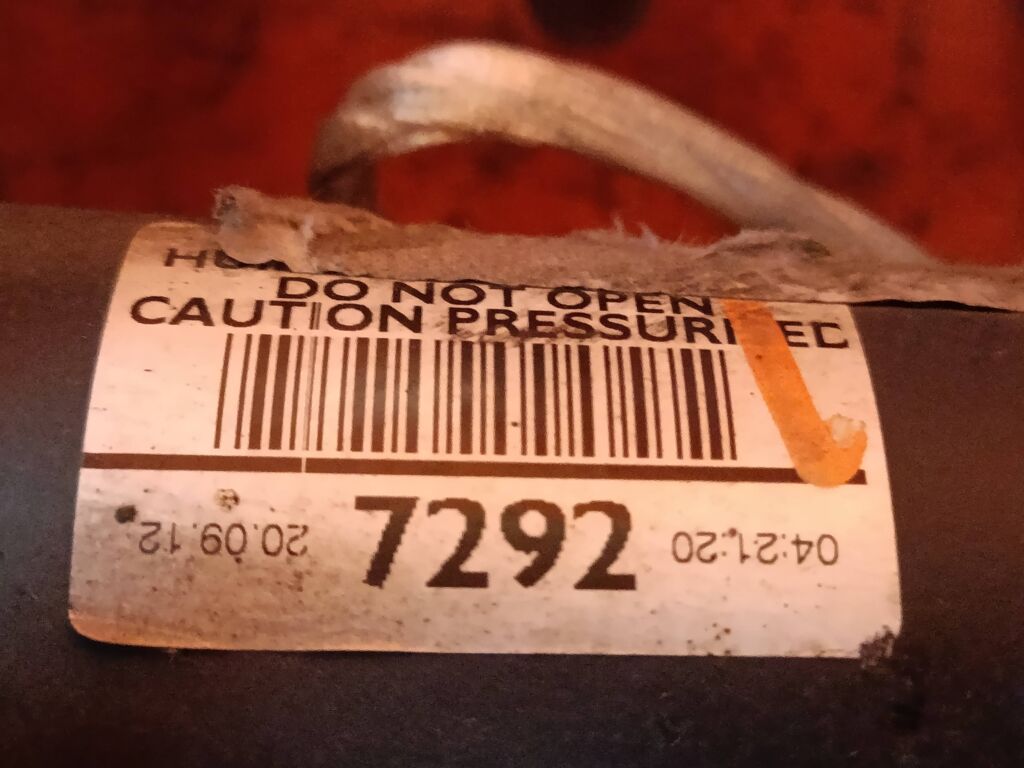 DO NOT OPEN
CAUTION PRESSURIZED
7292
20.09.12
04:21:20